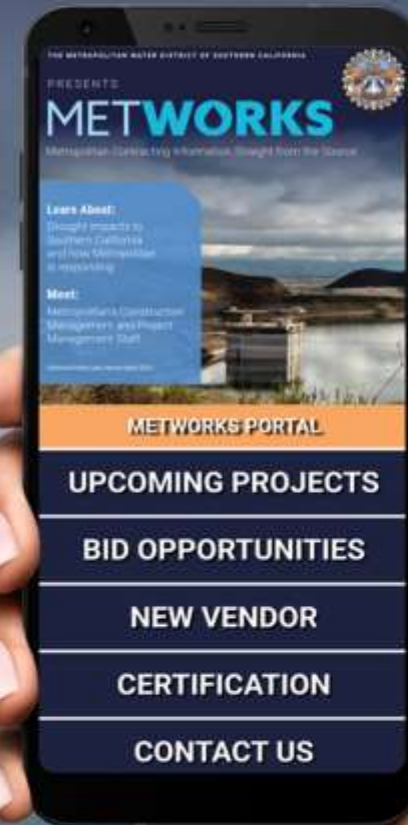 THE METROPOLITAN WATER DISTRICT OF SOUTHERN CALIFORNIA
PRESENTS
METWORKS
Metropolitan Contracting Information, Straight from the Source
Learn About:
Drought impacts to
Southern California
and how Metropolitan
is responding
Meet:
Metropolitan's Construction
Management and Project
Management Staff
METWORKS PORTAL
UPCOMING PROJECTS
BID OPPORTUNITIES
NEW VENDOR
CERTIFICATION
CONTACT US